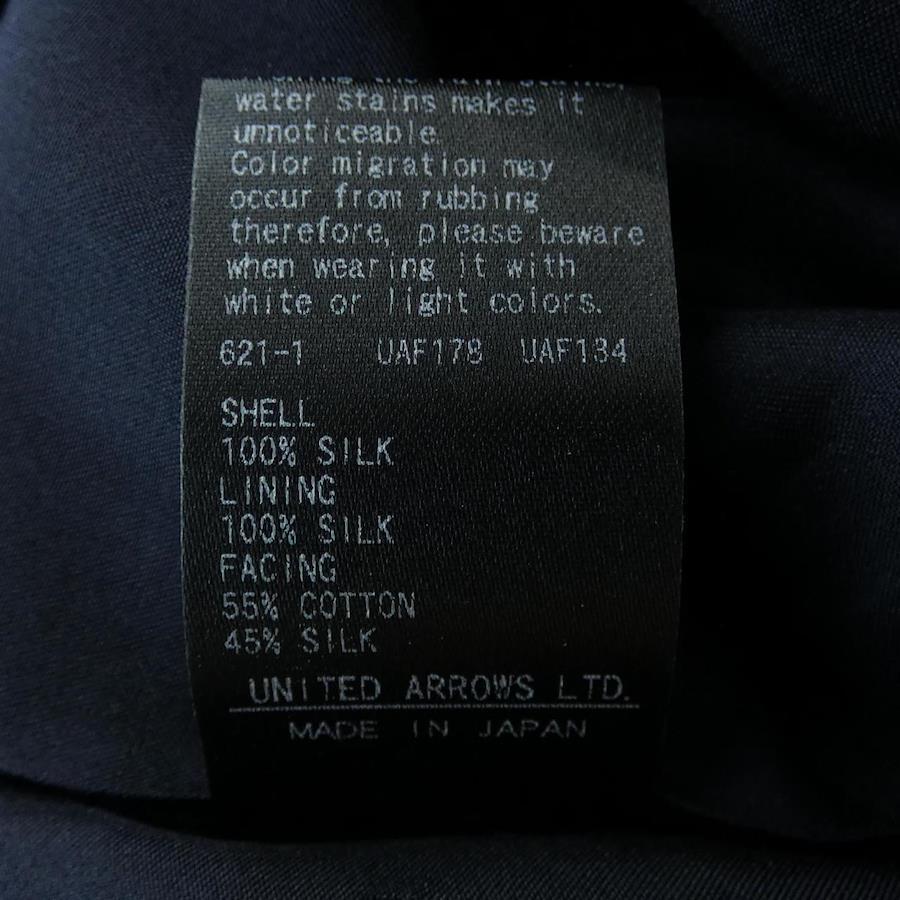 water stains makes it
unnoticeable.
Color migration may
occur from rubbing
therefore, please beware
when wearing it with
white or light colors.
621-1 UAF178 UAF134
SHELL
100% SILK
LINING
100% SILK
FACING
55% COTTON
45% SILK
UNITED ARROWS LTD.
MADE IN JAPAN